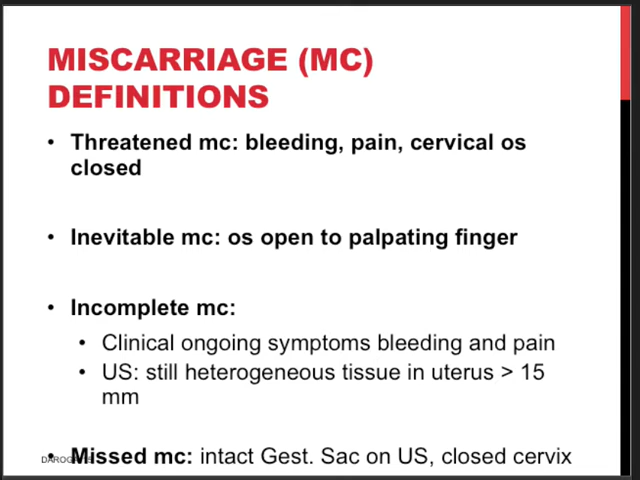 MISCARRIAGE (MC)
DEFINITIONS
• Threatened mc: bleeding, pain, cervical os
closed
• Inevitable mc: os open to palpating finger
• Incomplete mc:
• Clinical ongoing symptoms bleeding and pain
• US: still heterogeneous tissue in uterus > 15
mm
• Missed mc: intact Gest. Sac on US, closed cervix